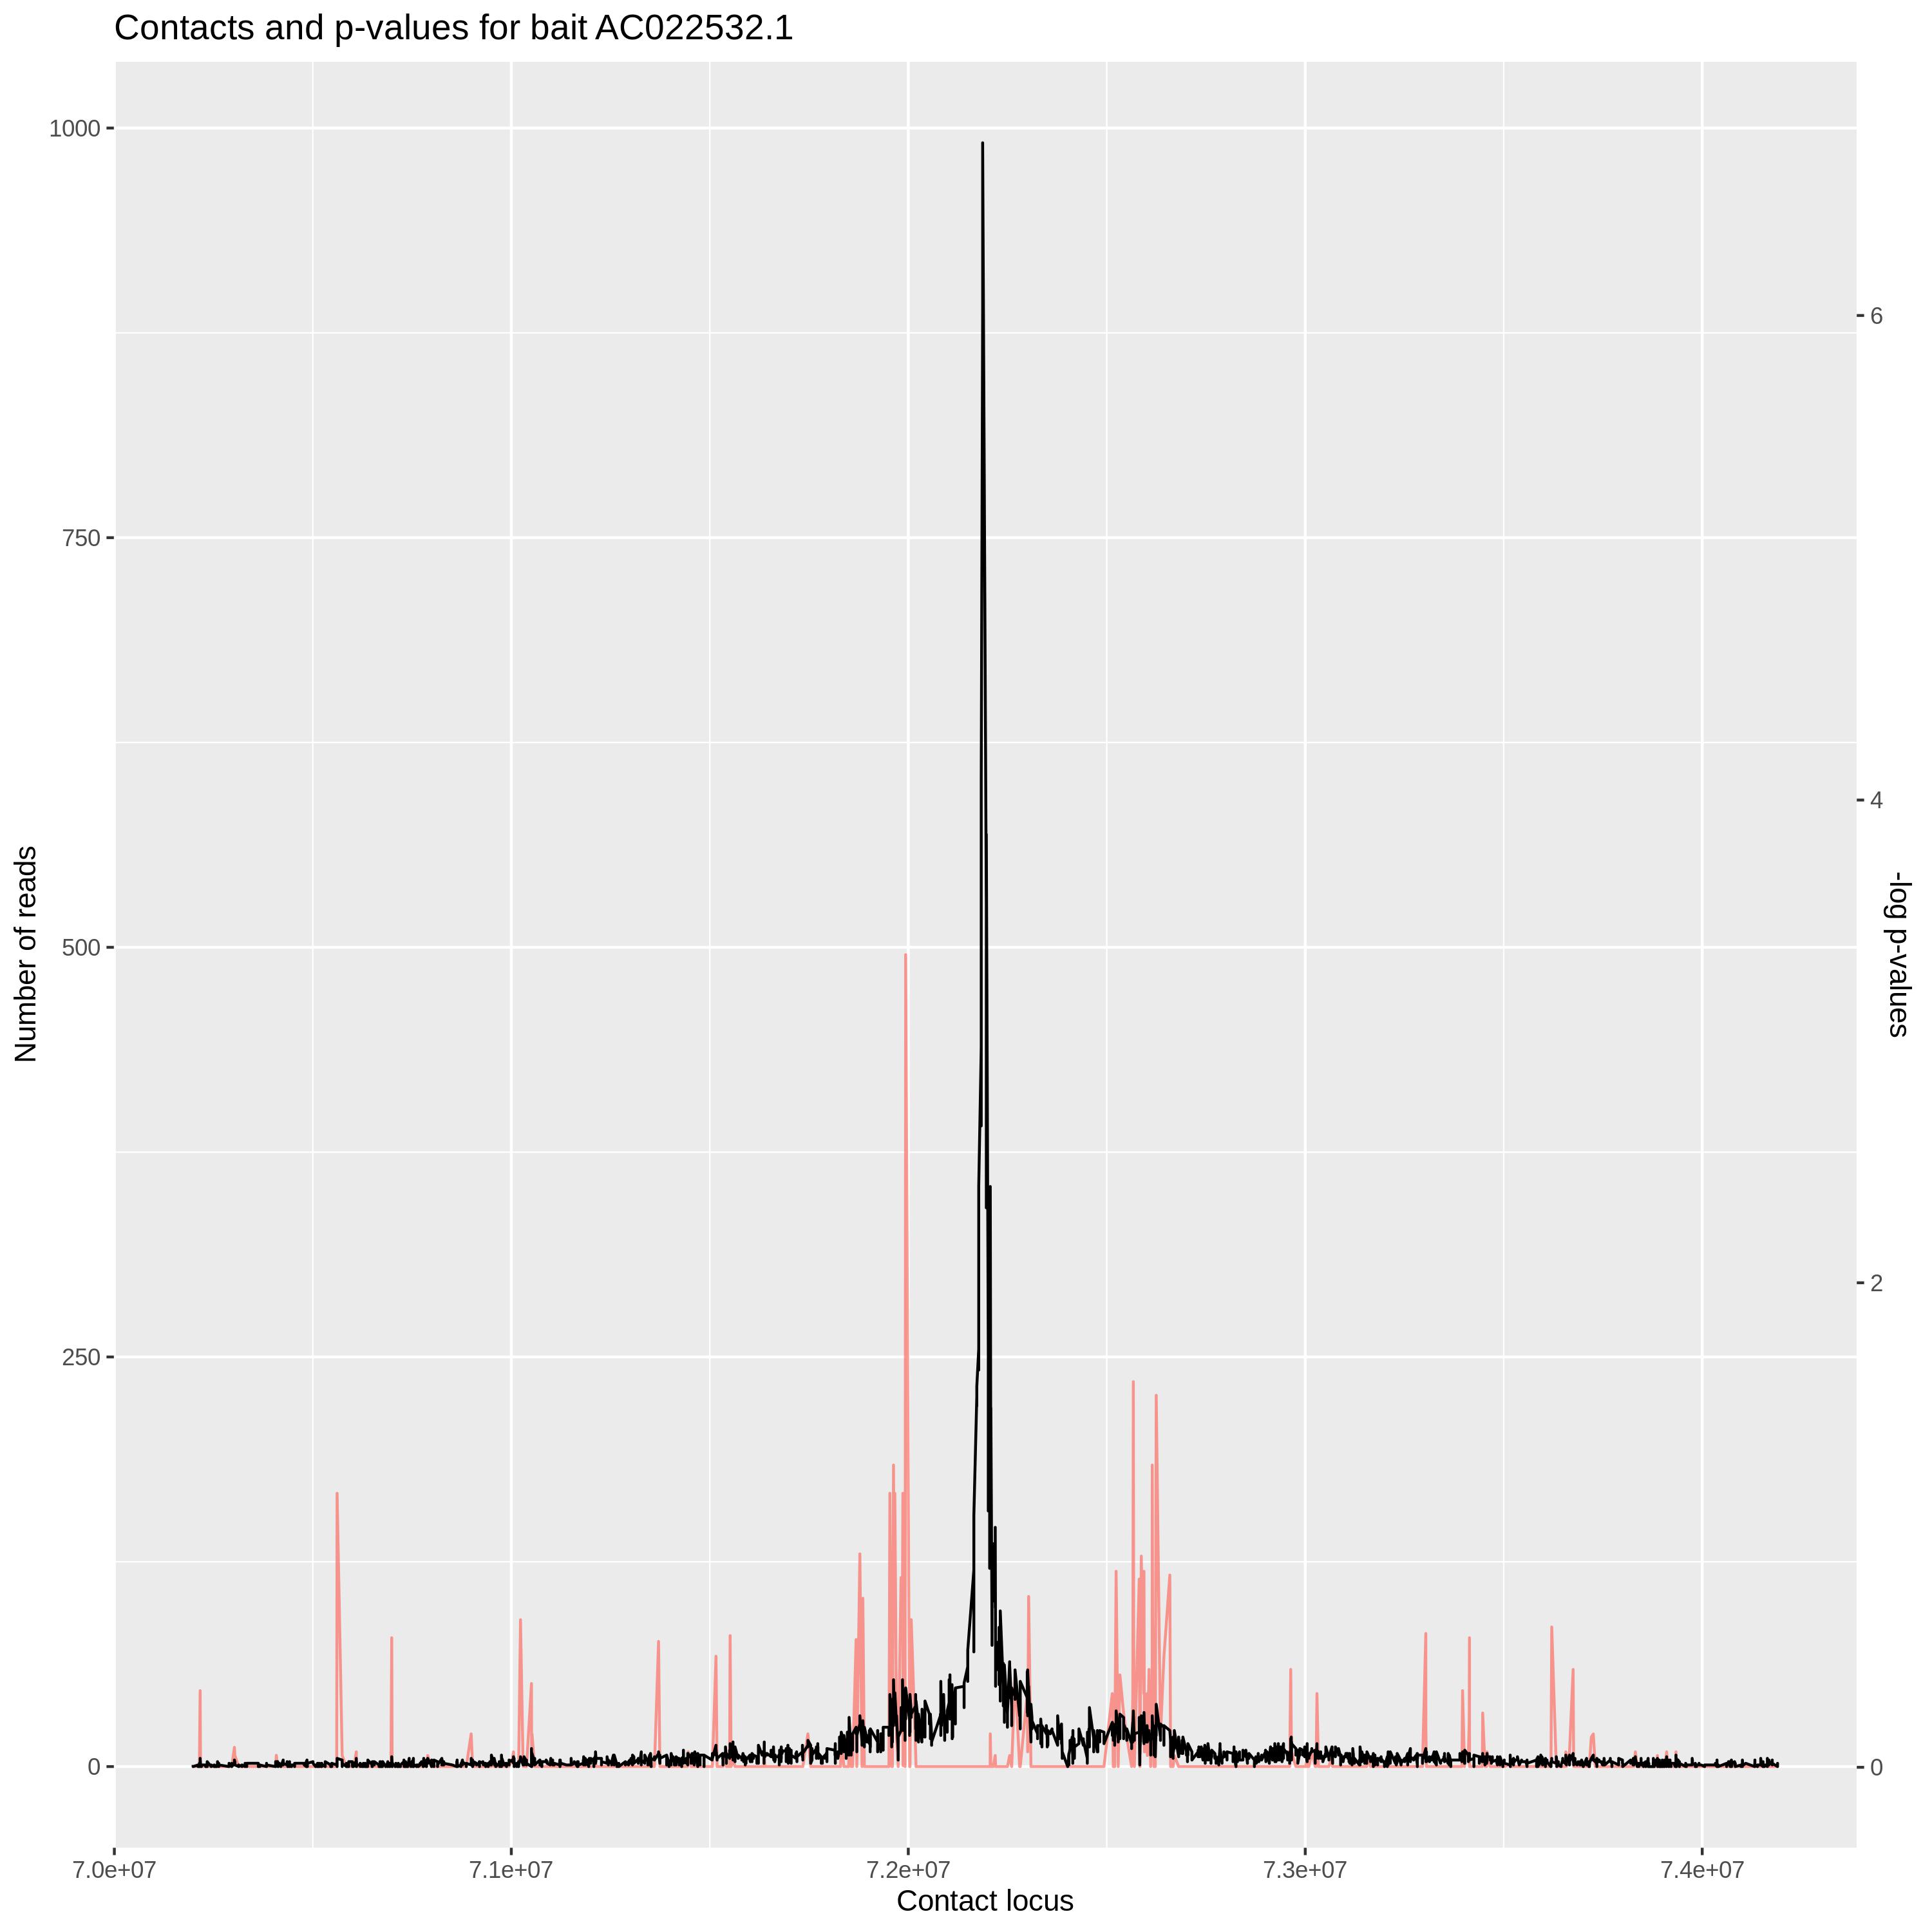 Contacts and p-values for bait AC022532.1
1000
750
500
250
0
Number of reads
6
4
2
0
-log p-values
7.0e+07
7.1e+07
7.2e+07
7.3e+07
7.4e+07
Contact locus